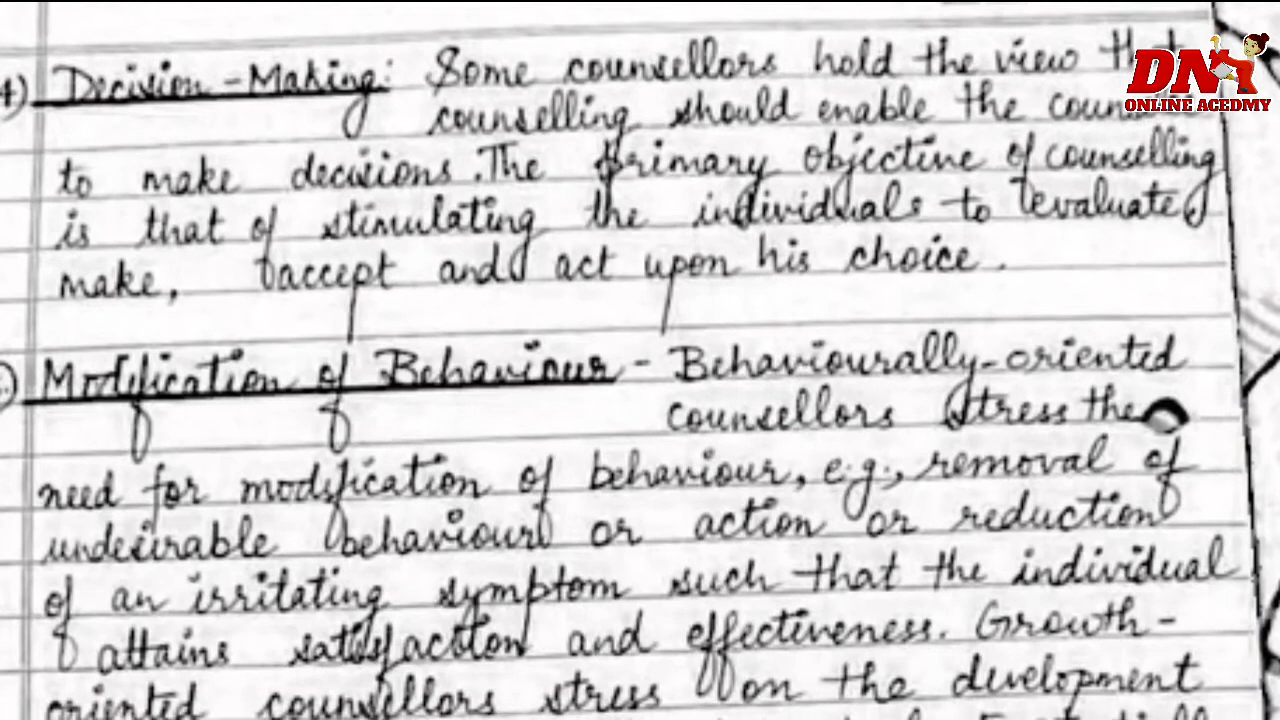 4) Decision-Making: Some counsellors hold the view that
counselling should enable the
to make decisions. The primary objective of counselling
is that of stimulating the individuals to evaluate,
make, accept and act upon his choice.
Modification of Behaviour - Behaviourally-oriented
counsellors stress the
need for modification of behaviour, e.g., removal of
undesirable behaviour or action or reduction
of an irritating symptom such that the individual
attains satisfaction and effectiveness. Growth-
oriented counsellors stress on the development
DN
ONLINE ACEDMY